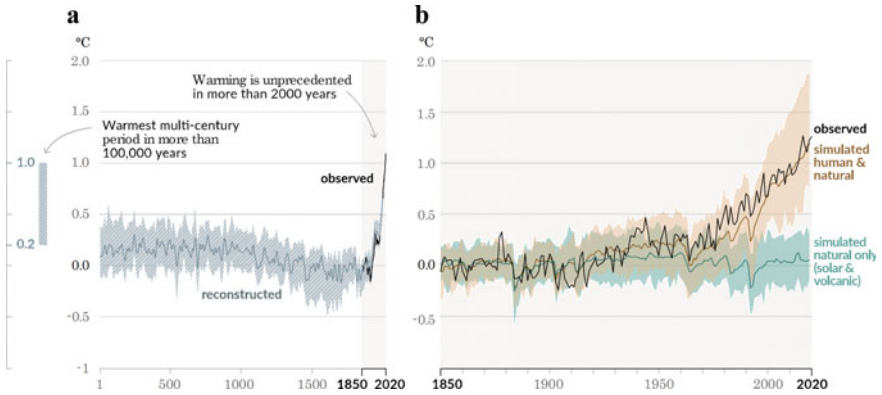 a
°C
2.0
1.5
1.0
0.5
0.0
-0.5
-1
1.0
0.2
Warmest multi-century
period in more than
100,000 years
Warming is unprecedented
in more than 2000 years
observed
reconstructed
1
500
1000
1500
1850
2020
b
°C
2.0
1.5
1.0
0.5
0.0
-0.5
observed
simulated
human &
natural
simulated
natural only
(solar &
volcanic)
1850
1900
1950
2000
2020